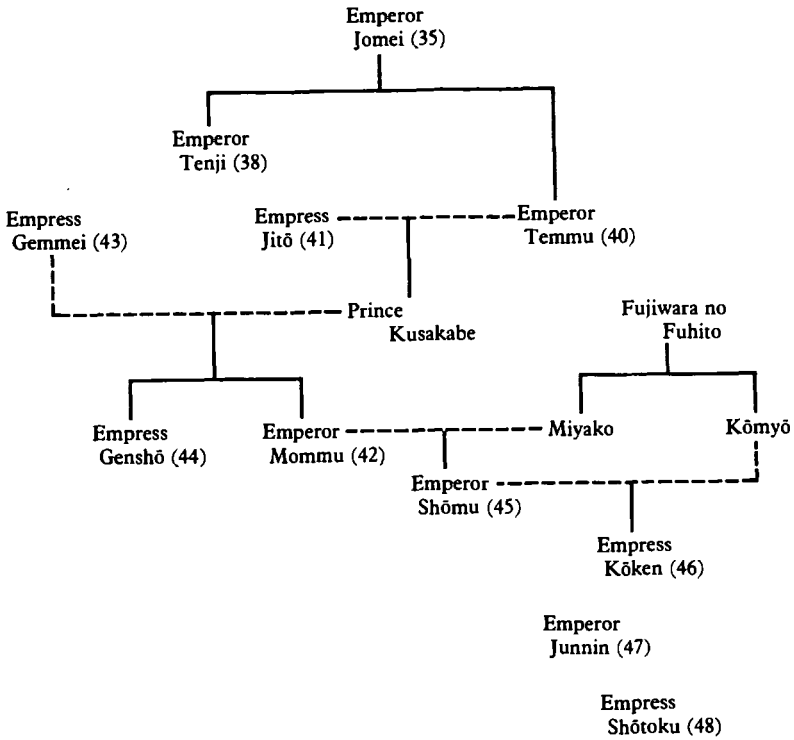 Emperor
Jomei (35)
Emperor
Tenji (38)
Empress
Gemmei (43)
Empress
Jitō (41)
Emperor
Temmu (40)
Prince
Kusakabe
Fujiwara no
Fuhito
Empress
Genshō (44)
Emperor
Mommu (42)
Miyako
Kōmyō
Emperor
Shōmu (45)
Empress
Kōken (46)
Emperor
Junnin (47)
Empress
Shōtoku (48)